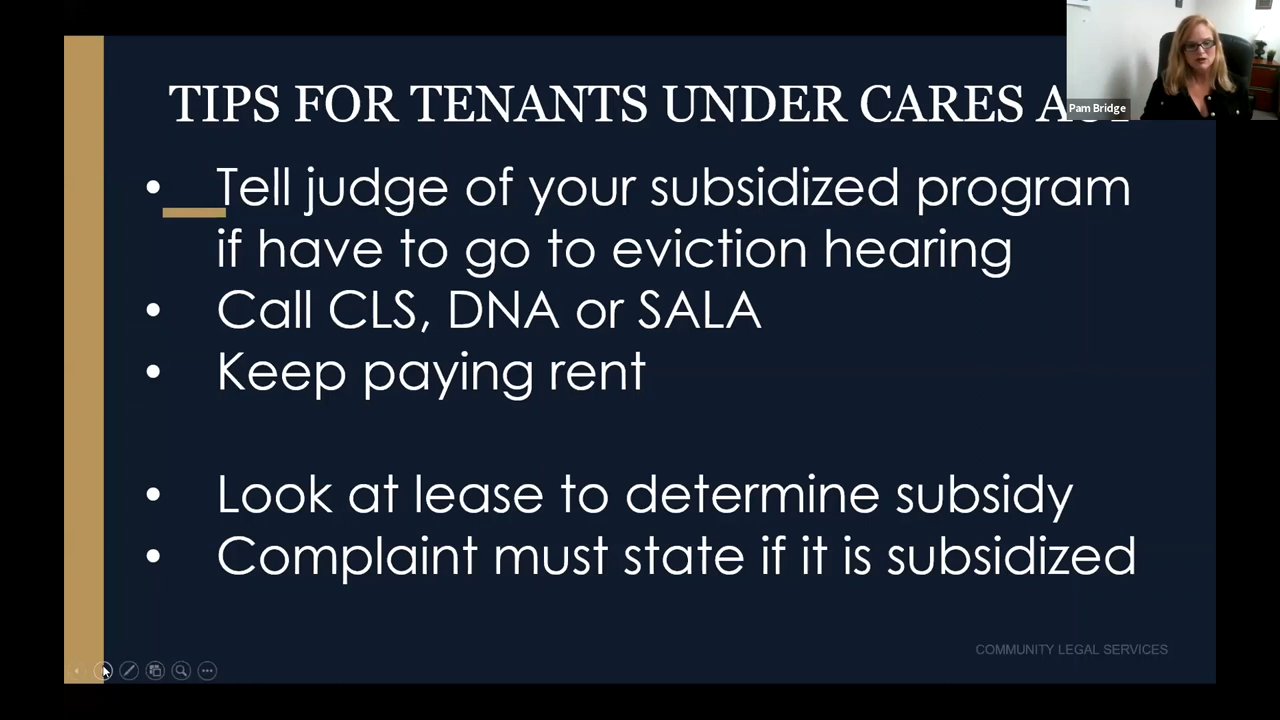 TIPS FOR TENANTS UNDER CARES
Pam Bridge
• Tell judge of your subsidized program
if have to go to eviction hearing
• Call CLS, DNA or SALA
• Keep paying rent
• Look at lease to determine subsidy
• Complaint must state if it is subsidized
COMMUNITY LEGAL SERVICES